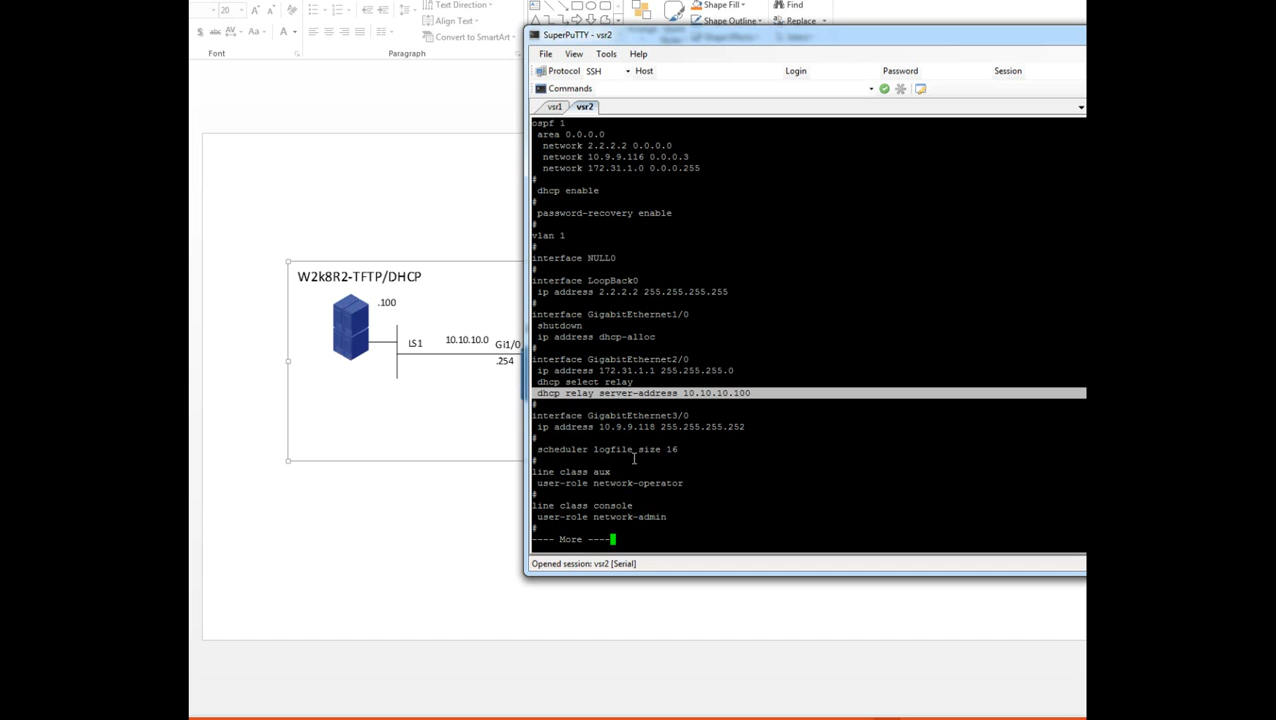 20
Text Direction
Align Text
Convert to SmartArt
Font
Paragraph
Shape Fill
Shape Outline
Find
Replace
W2k8R2-TFTP/DHCP
.100
LS1
10.10.10.0
Gi1/0
.254
SuperPuTTY - vsr2
File View Tools Help
Protocol SSH Host Login Password Session
Commands
vsr1 vsr2
ospf 1
area 0.0.0.0
network 2.2.2.2 0.0.0.0
network 10.9.9.116 0.0.0.3
network 172.31.1.0 0.0.0.255
#
dhcp enable
#
password-recovery enable
#
vlan 1
#
interface NULL0
#
interface LoopBack0
ip address 2.2.2.2 255.255.255.255
#
interface GigabitEthernet1/0
shutdown
ip address dhcp-alloc
#
interface GigabitEthernet2/0
ip address 172.31.1.1 255.255.255.0
dhcp select relay
dhcp relay server-address 10.10.10.100
#
interface GigabitEthernet3/0
ip address 10.9.9.118 255.255.255.252
#
scheduler logfile size 16
#
line class aux
user-role network-operator
#
line class console
user-role network-admin
#
---- More ----
Opened session: vsr2 [Serial]